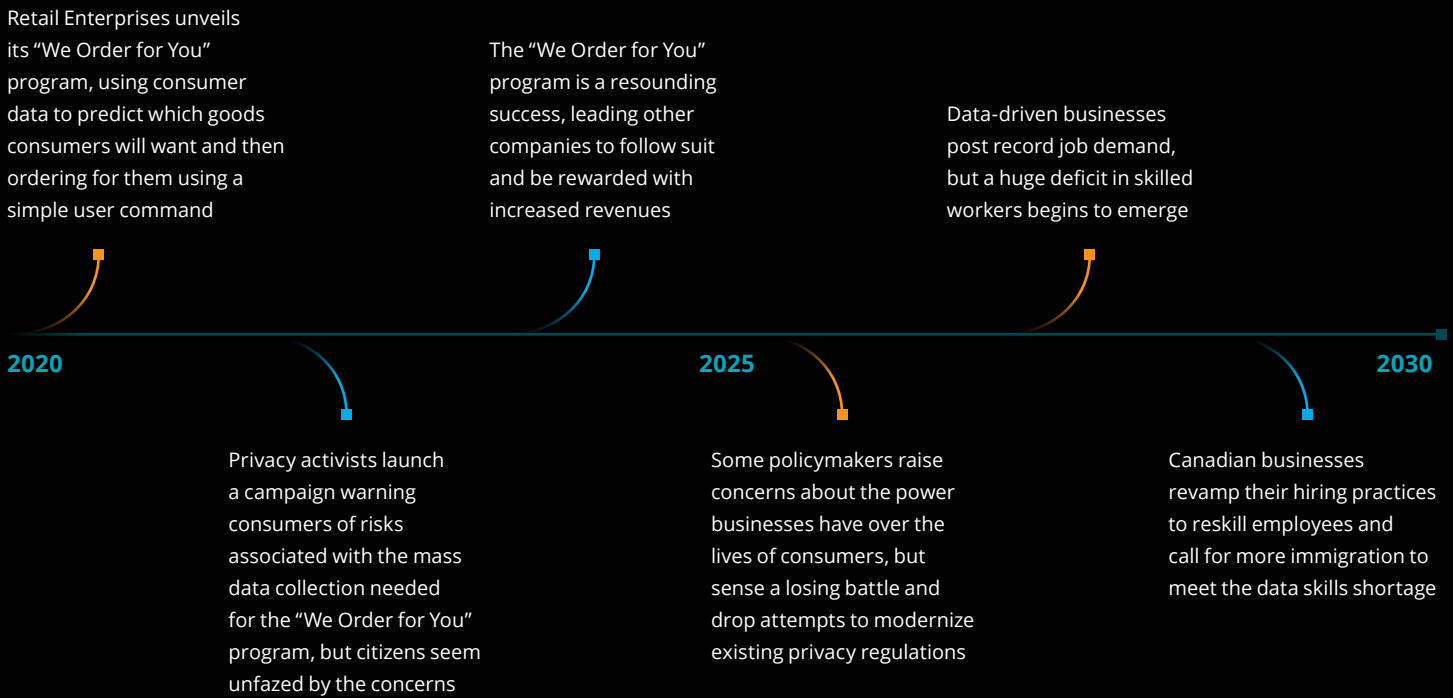 Retail Enterprises unveils
its “We Order for You”
program, using consumer
data to predict which goods
consumers will want and then
ordering for them using a
simple user command
The “We Order for You”
program is a resounding
success, leading other
companies to follow suit
and be rewarded with
increased revenues
Data-driven businesses
post record job demand,
but a huge deficit in skilled
workers begins to emerge
2020
2025
2030
Privacy activists launch
a campaign warning
consumers of risks
associated with the mass
data collection needed
for the “We Order for You”
program, but citizens seem
unfazed by the concerns
Some policymakers raise
concerns about the power
businesses have over the
lives of consumers, but
sense a losing battle and
drop attempts to modernize
existing privacy regulations
Canadian businesses
revamp their hiring practices
to reskill employees and
call for more immigration to
meet the data skills shortage